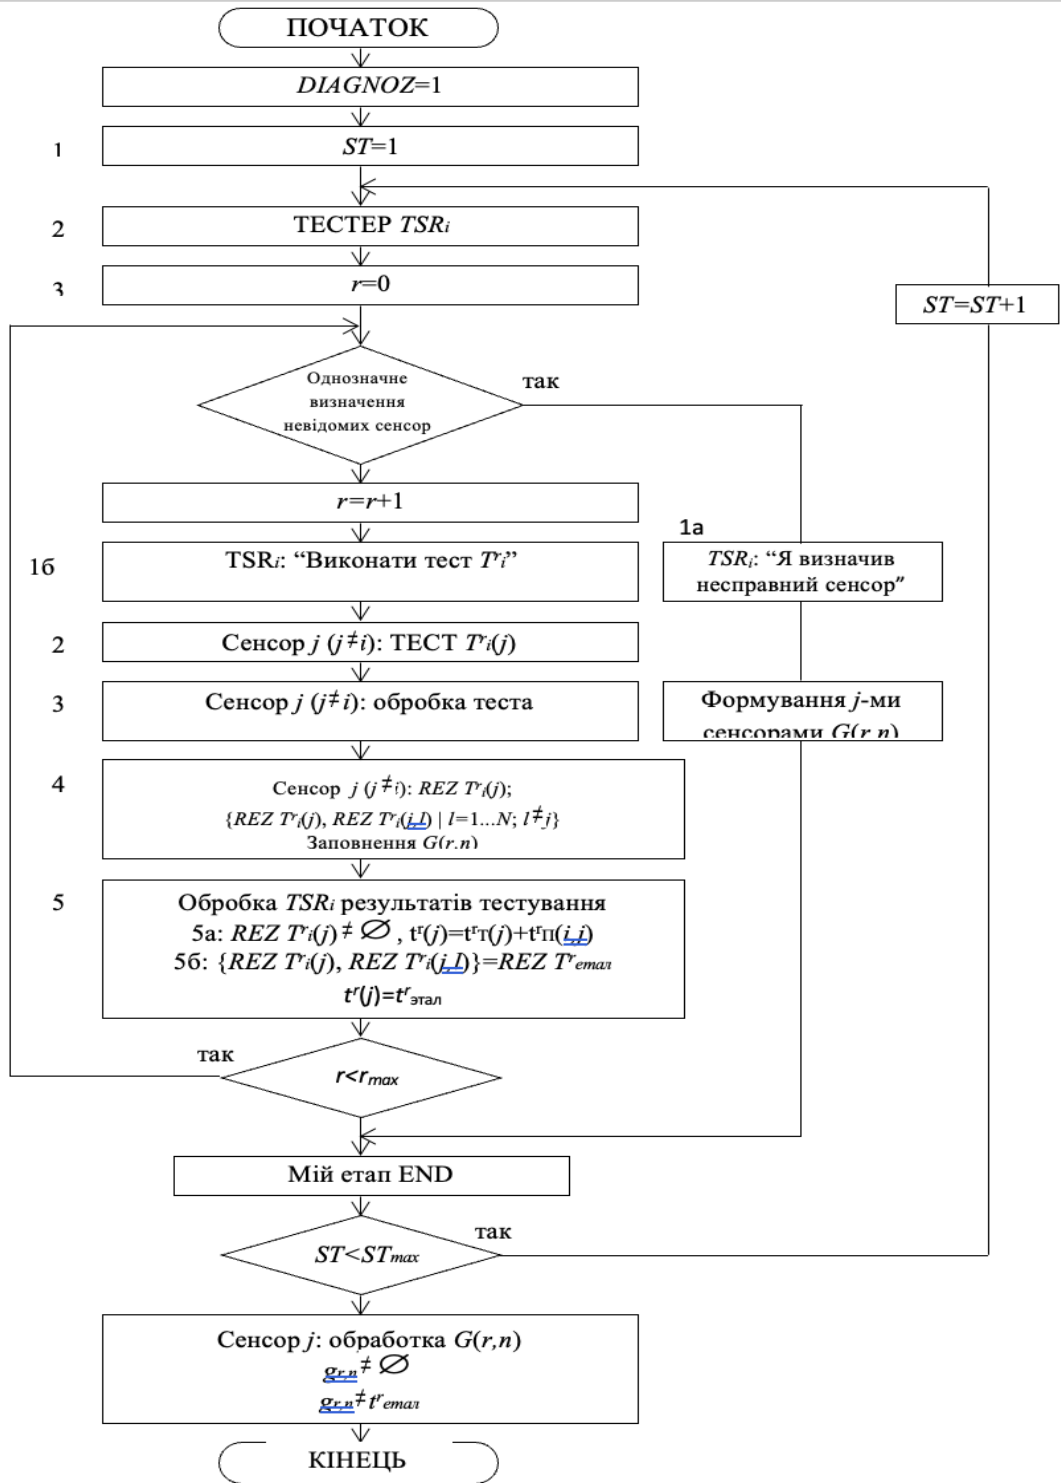 ПОЧАТОК
DIAGNOZ=1
1
ST=1
2
ТЕСТЕР TSRi
3
r=0
ST=ST+1
Однозначне
визначення
невідомих сенсор
так
r=r+1
1а
1б
TSRi: “Виконати тест Tri”
TSRi: “Я визначив
несправний сенсор”
2
Сенсор j (j≠i): ТЕСТ Tri(j)
3
Сенсор j (j≠i): обробка теста
Формування j-ми
сенсорами G(r,n)
4
Сенсор j (j≠i): REZ Tri(j);
{REZ Tri(j), REZ Tri(j,l) | l=1...N; l≠j}
Заповнення G(r,n)
5
Обробка TSRi результатів тестування
5а: REZ Tri(j)≠∅, tr(j)=trТ(j)+trП(i,j)
5б: {REZ Tri(j), REZ Tri(j,l)}=REZ Trетал
tr(j)=trэтал
так
r<rmax
Мій етап END
так
ST<STmax
Сенсор j: обработка G(r,n)
gr,n≠∅
gr,n≠trетал
КІНЕЦЬ